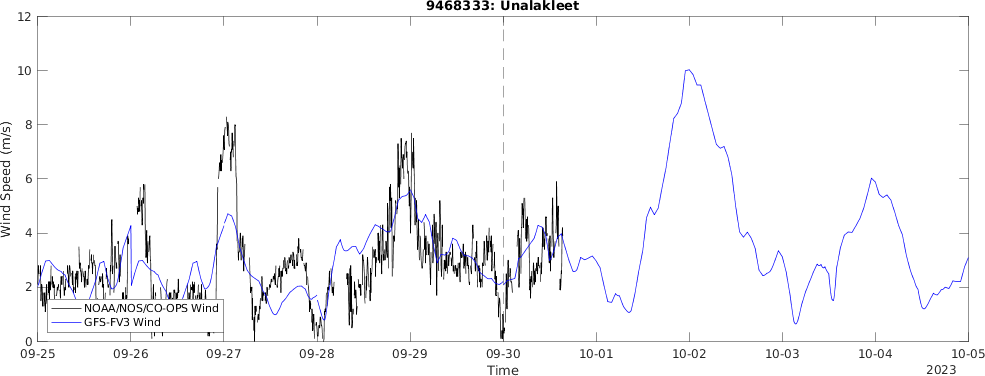 9468333: Unalakleet
12
10
8
6
4
2
0
Wind Speed (m/s)
NOAA/NOS/CO-OPS Wind
GFS-FV3 Wind
09-25 09-26 09-27 09-28 09-29 09-30 10-01 10-02 10-03 10-04 10-05
Time
2023